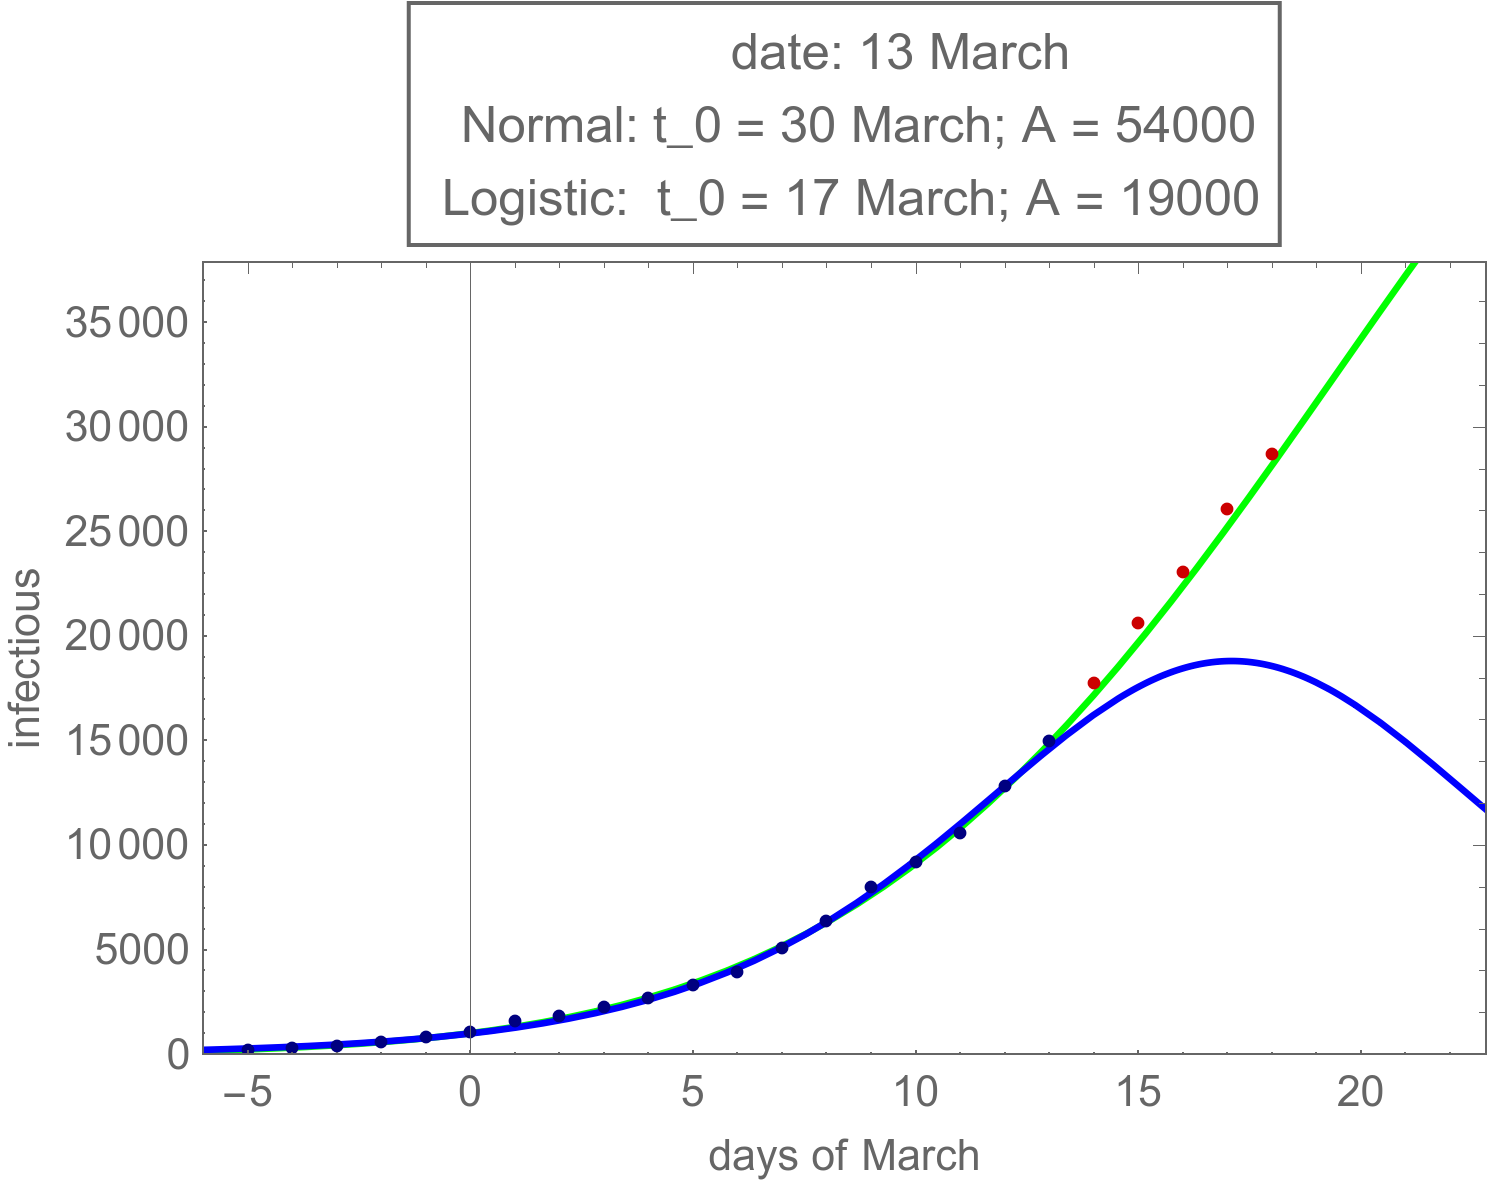 date: 13 March
Normal: t_0 = 30 March; A = 54000
Logistic: t_0 = 17 March; A = 19000
35000
30000
25000
20000
15000
10000
5000
0
infectious
−5 0 5 10 15 20
days of March